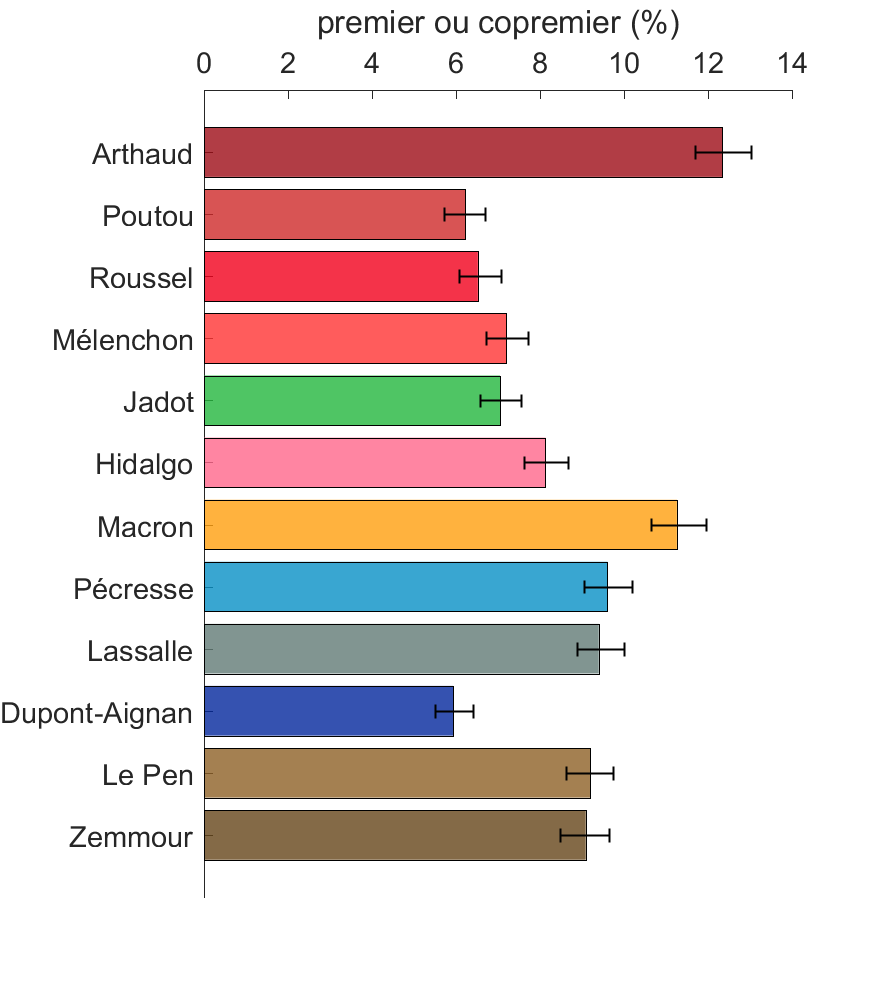 premier ou copremier (%)
0 2 4 6 8 10 12 14
Arthaud
Poutou
Roussel
Mélenchon
Jadot
Hidalgo
Macron
Pécresse
Lassalle
Dupont-Aignan
Le Pen
Zemmour